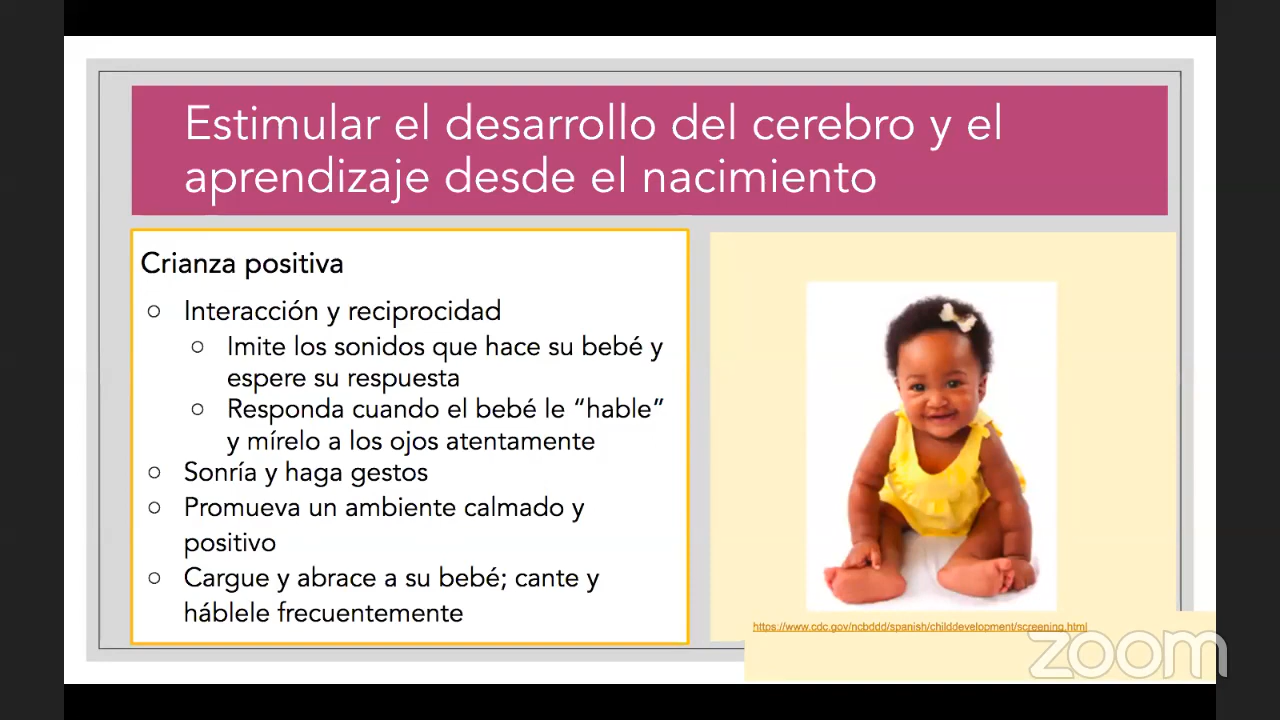 Estimular el desarrollo del cerebro y el
aprendizaje desde el nacimiento
Crianza positiva
○ Interacción y reciprocidad
○ Imite los sonidos que hace su bebé y
espere su respuesta
○ Responda cuando el bebé le “hable”
y mírelo a los ojos atentamente
○ Sonría y haga gestos
○ Promueva un ambiente calmado y
positivo
○ Cargue y abrace a su bebé; cante y
háblele frecuentemente
https://www.cdc.gov/ncbddd/spanish/childdevelopment/screening.html
zoom